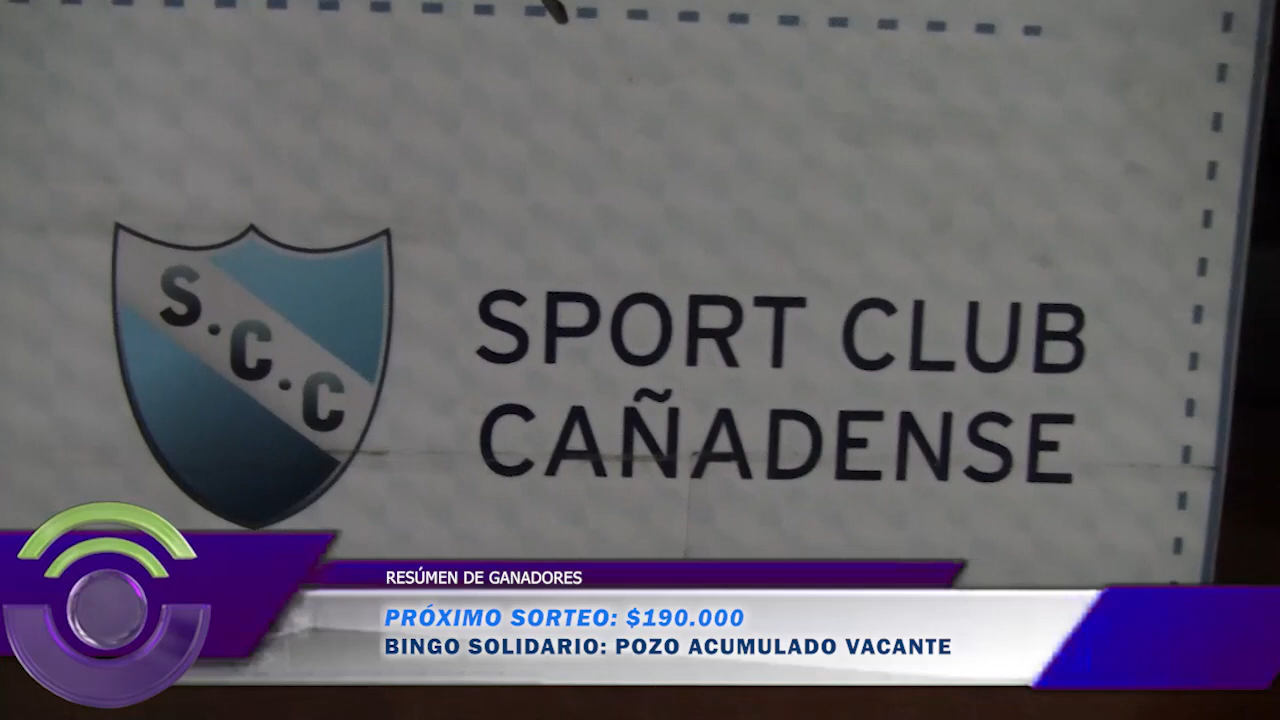 S.C.C
SPORT CLUB
CAÑADENSE
RESÚMEN DE GANADORES
PRÓXIMO SORTEO: $190.000
BINGO SOLIDARIO: POZO ACUMULADO VACANTE